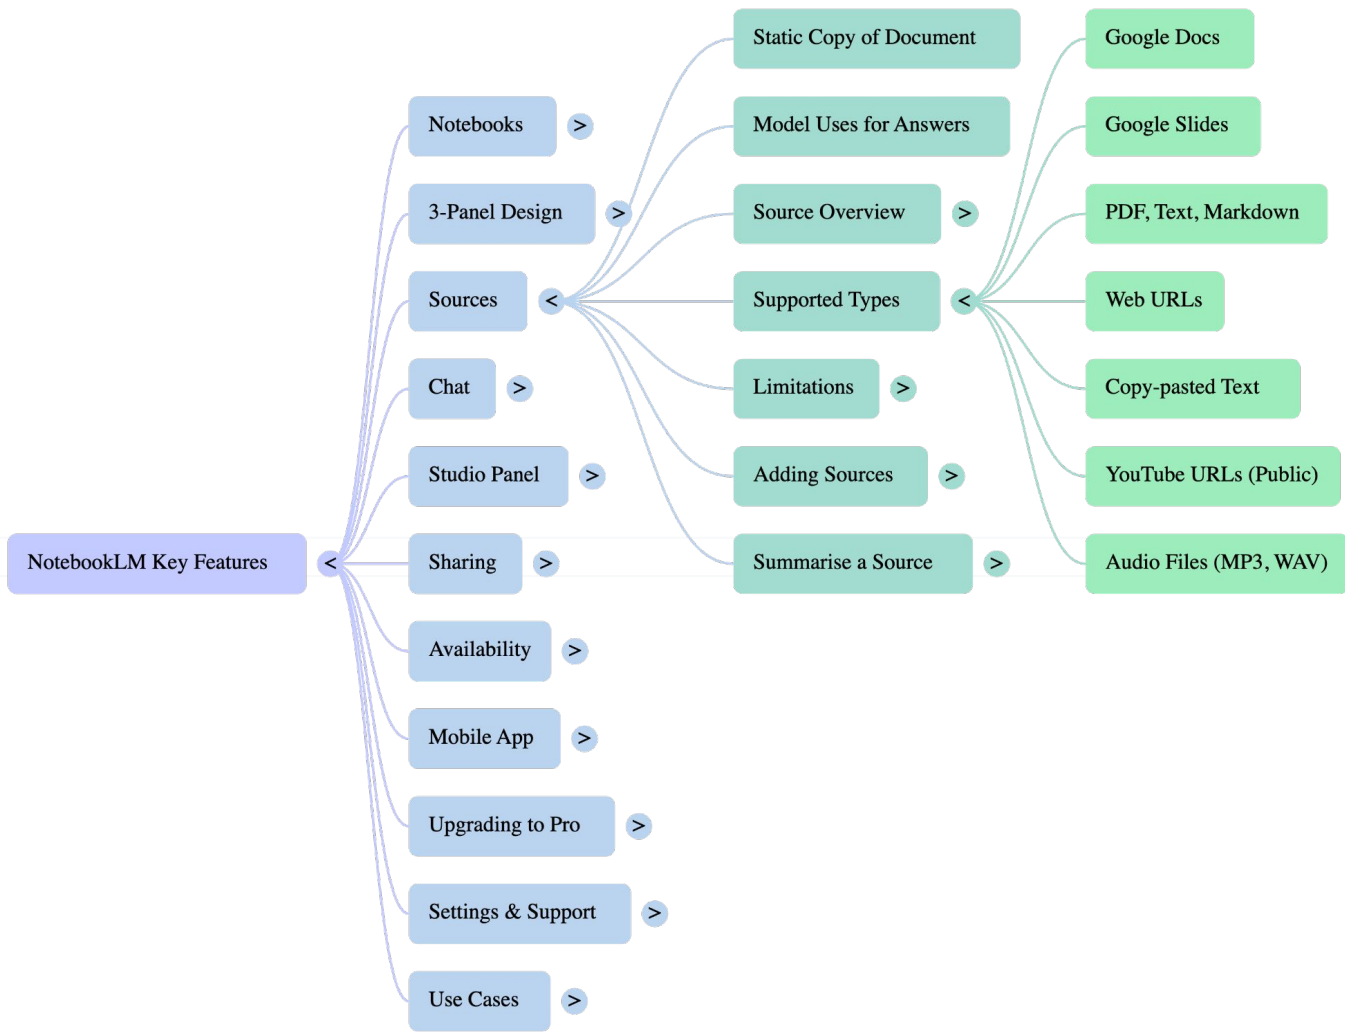 NotebookLM Key Features
<
Notebooks
>
3-Panel Design
>
Sources
<
Chat
>
Studio Panel
>
Sharing
>
Availability
>
Mobile App
>
Upgrading to Pro
>
Settings & Support
>
Use Cases
>
Static Copy of Document
Model Uses for Answers
Source Overview
>
Supported Types
<
Limitations
>
Adding Sources
>
Summarise a Source
>
Google Docs
Google Slides
PDF, Text, Markdown
Web URLs
Copy-pasted Text
YouTube URLs (Public)
Audio Files (MP3, WAV)